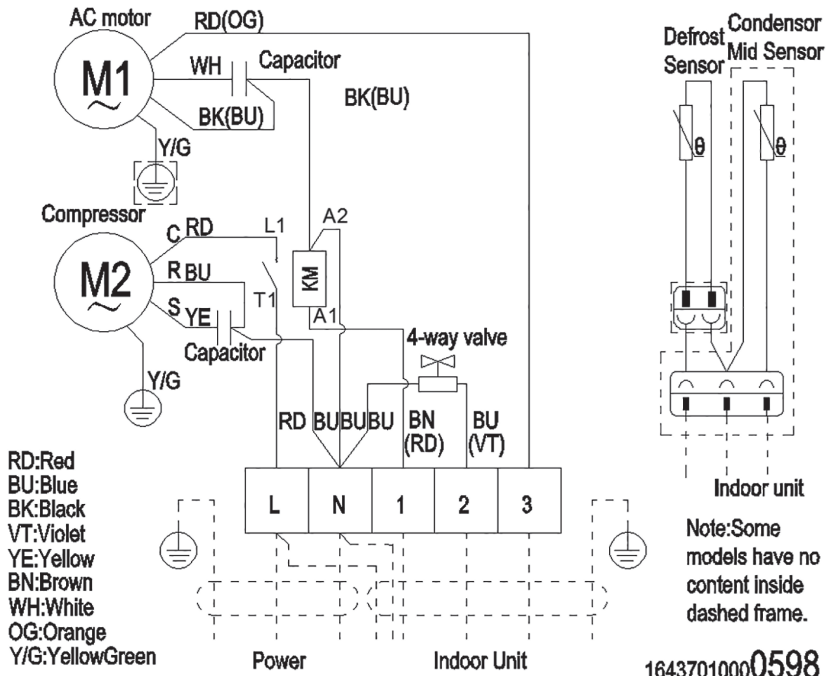 AC motor
RD(OG)
M1
WH
Capacitor
BK(BU)
BK(BU)
Y/G
Defrost
Sensor
Condensor
Mid Sensor
θ
θ
Compressor
C RD
L1
A2
M2
R BU
KM
T1
S YE
A1
Capacitor
4-way valve
Y/G
RD BU BU BU BN
(RD)
BU
(VT)
L N 1 2 3
RD:Red
BU:Blue
BK:Black
VT:Violet
YE:Yellow
BN:Brown
WH:White
OG:Orange
Y/G:YellowGreen
Power
Indoor Unit
Indoor unit
Note:Some
models have no
content inside
dashed frame.
16437010000598